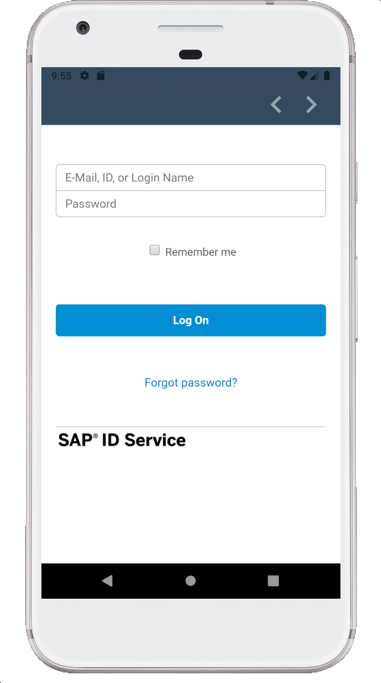 9:55
E-Mail, ID, or Login Name
Password
Remember me
Log On
Forgot password?
SAP® ID Service